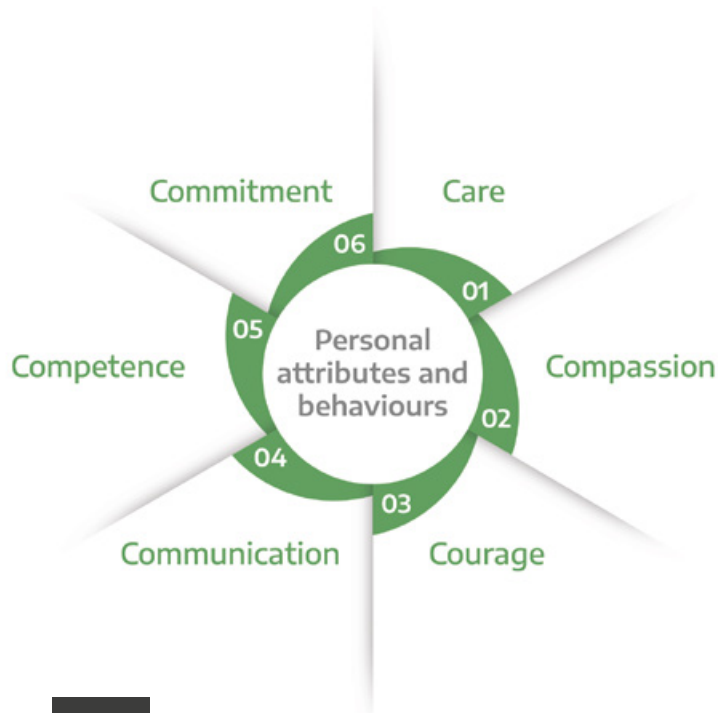 Commitment
Care
06
01
05
Personal
attributes and
behaviours
Competence
Compassion
02
04
03
Communication
Courage